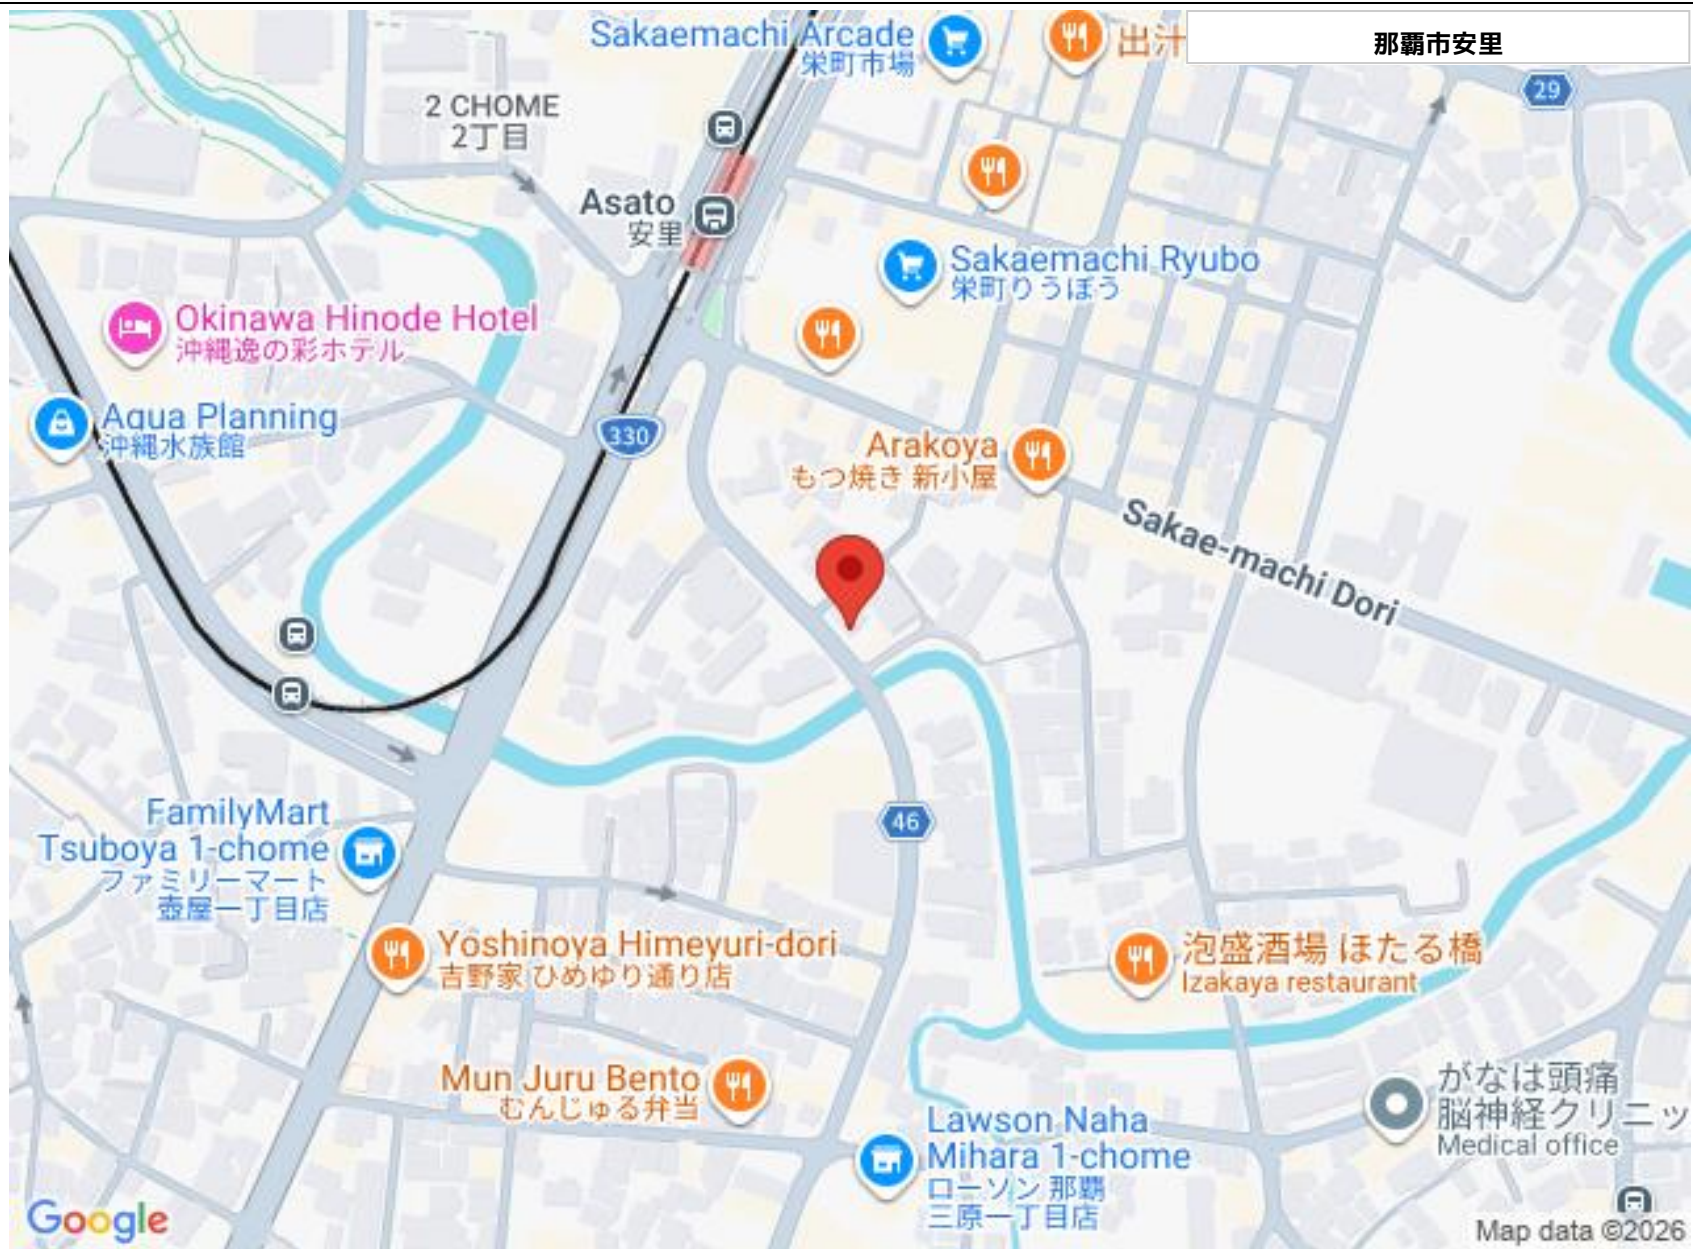 Sakaemachi Arcade
栄町市場
出汁
那覇市安里
29
2 CHOME
2丁目
Asato
安里
Sakaemachi Ryubo
栄町りうぼう
Okinawa Hinode Hotel
沖縄逸の彩ホテル
Aqua Planning
沖縄水族館
330
Arakoya
もつ焼き 新小屋
Sakae-machi Dori
46
FamilyMart
Tsuboya 1-chome
ファミリーマート
壺屋一丁目店
Yoshinoya Himeyuri-dori
吉野家 ひめゆり通り店
泡盛酒場 ほたる橋
Izakaya restaurant
Mun Juru Bento
むんじゅる弁当
がなは頭痛
脳神経クリニッ
Medical office
Lawson Naha
Mihara 1-chome
ローソン 那覇
三原一丁目店
Google
Map data ©2026